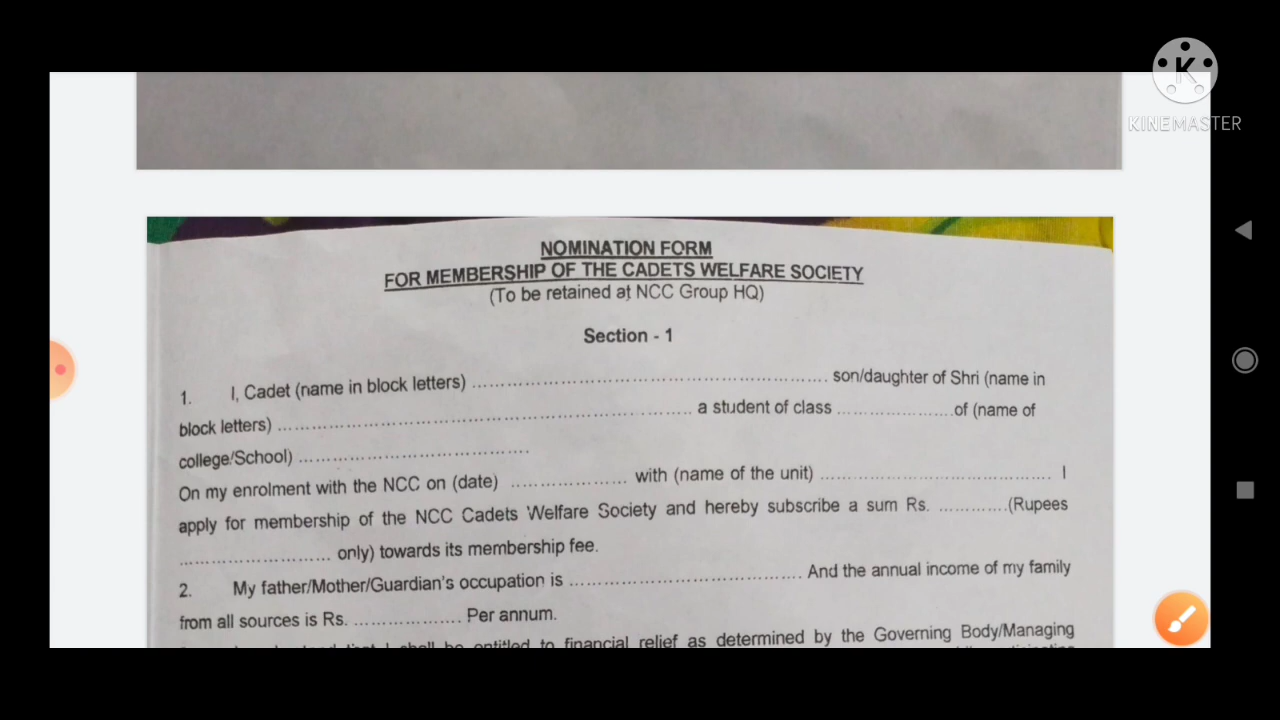 K
KINEMASTER
NOMINATION FORM
FOR MEMBERSHIP OF THE CADETS WELFARE SOCIETY
(To be retained at NCC Group HQ)
Section - 1
1. I, Cadet (name in block letters) ........................................................ son/daughter of Shri (name in
block letters) ........................................................ a student of class .....................of (name of
college/School) ........................................
On my enrolment with the NCC on (date) .................... with (name of the unit) ........................................ I
apply for membership of the NCC Cadets Welfare Society and hereby subscribe a sum Rs. ............(Rupees
.......................... only) towards its membership fee.
2. My father/Mother/Guardian's occupation is ........................................ And the annual income of my family
from all sources is Rs. ................... Per annum.
I shall be entitled to financial relief as determined by the Governing Body/Managing